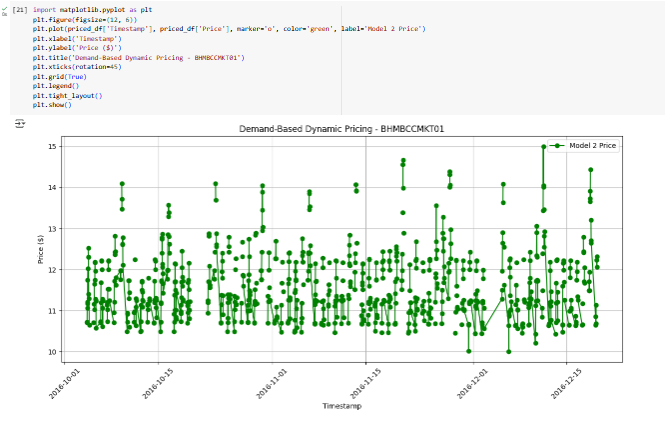 [21] import matplotlib.pyplot as plt
0s
plt.figure(figsize=(12, 6))
plt.plot(priced_df['Timestamp'], priced_df['Price'], marker='o', color='green', label='Model 2 Price')
plt.xlabel('Timestamp')
plt.ylabel('Price ($)')
plt.title('Demand-Based Dynamic Pricing - BHMBCCMKT01')
plt.xticks(rotation=45)
plt.grid(True)
plt.legend()
plt.tight_layout()
plt.show()
Demand-Based Dynamic Pricing - BHMBCCMKT01
Model 2 Price
15
14
13
12
11
10
Price ($)
2016-10-01
2016-10-15
2016-11-01
2016-11-15
2016-12-01
2016-12-15
Timestamp